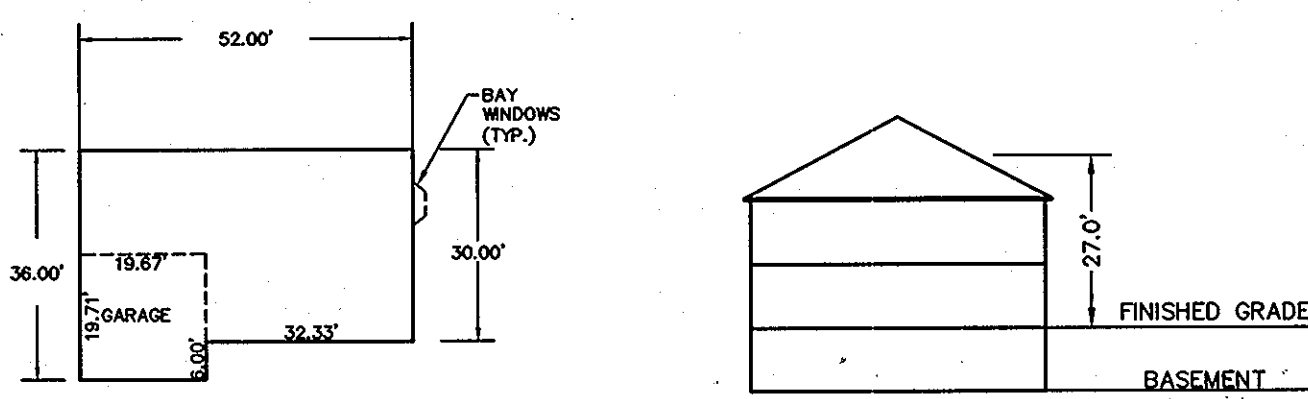 52.00'
BAY
WINDOWS
(TYP.)
36.00'
19.67'
19.71'
GARAGE
6.00'
32.33'
30.00'
27.0'
FINISHED GRADE
BASEMENT